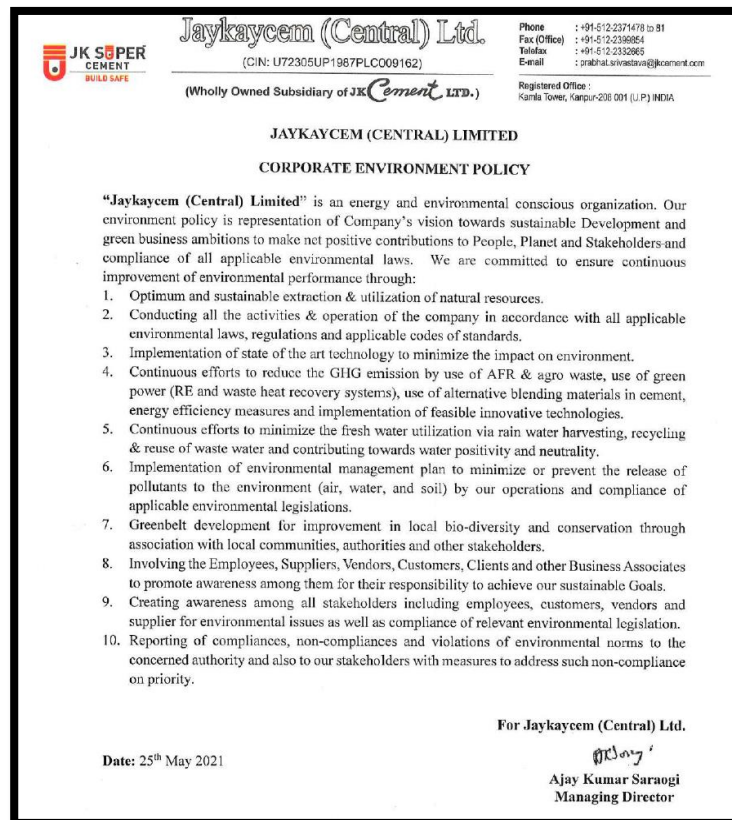 Jaykaycem (Central) Ltd.
(CIN: U72305UP1987PLC009162)
(Wholly Owned Subsidiary of JK Cement LTD.)
JK SUPER
CEMENT
BUILD SAFE
Phone : +91-512-2371478 to 81
Fax (Office) : +91-512-2399854
Telefax : +91-512-2332665
E-mail : prabhat.srivastava@jkcement.com
Registered Office :
Kamla Tower, Kanpur-208 001 (U.P.) INDIA
JAYKAYCEM (CENTRAL) LIMITED
CORPORATE ENVIRONMENT POLICY
“Jaykaycem (Central) Limited” is an energy and environmental conscious organization. Our
environment policy is representation of Company’s vision towards sustainable Development and
green business ambitions to make net positive contributions to People, Planet and Stakeholders and
compliance of all applicable environmental laws. We are committed to ensure continuous
improvement of environmental performance through:
1. Optimum and sustainable extraction & utilization of natural resources.
2. Conducting all the activities & operation of the company in accordance with all applicable
environmental laws, regulations and applicable codes of standards.
3. Implementation of state of the art technology to minimize the impact on environment.
4. Continuous efforts to reduce the GHG emission by use of AFR & agro waste, use of green
power (RE and waste heat recovery systems), use of alternative blending materials in cement,
energy efficiency measures and implementation of feasible innovative technologies.
5. Continuous efforts to minimize the fresh water utilization via rain water harvesting, recycling
& reuse of waste water and contributing towards water positivity and neutrality.
6. Implementation of environmental management plan to minimize or prevent the release of
pollutants to the environment (air, water, and soil) by our operations and compliance of
applicable environmental legislations.
7. Greenbelt development for improvement in local bio-diversity and conservation through
association with local communities, authorities and other stakeholders.
8. Involving the Employees, Suppliers, Vendors, Customers, Clients and other Business Associates
to promote awareness among them for their responsibility to achieve our sustainable Goals.
9. Creating awareness among all stakeholders including employees, customers, vendors and
supplier for environmental issues as well as compliance of relevant environmental legislation.
10. Reporting of compliances, non-compliances and violations of environmental norms to the
concerned authority and also to our stakeholders with measures to address such non-compliance
on priority.
For Jaykaycem (Central) Ltd.
Date: 25th May 2021
Ajay Kumar Saraogi
Managing Director